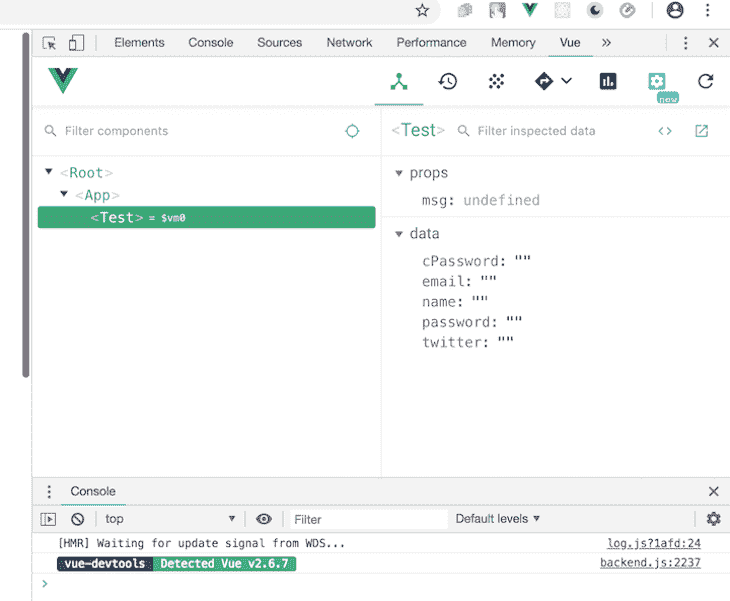 Elements Console Sources Network Performance Memory Vue »
new
Filter components
<Test> Filter inspected data <>
<Root>
<App>
<Test> = $vm0
props
msg: undefined
data
cPassword: ""
email: ""
name: ""
password: ""
twitter: ""
Console
top Filter Default levels
[HMR] Waiting for update signal from WDS... log.js?1afd:24
vue-devtools Detected Vue v2.6.7 backend.js:2237
>